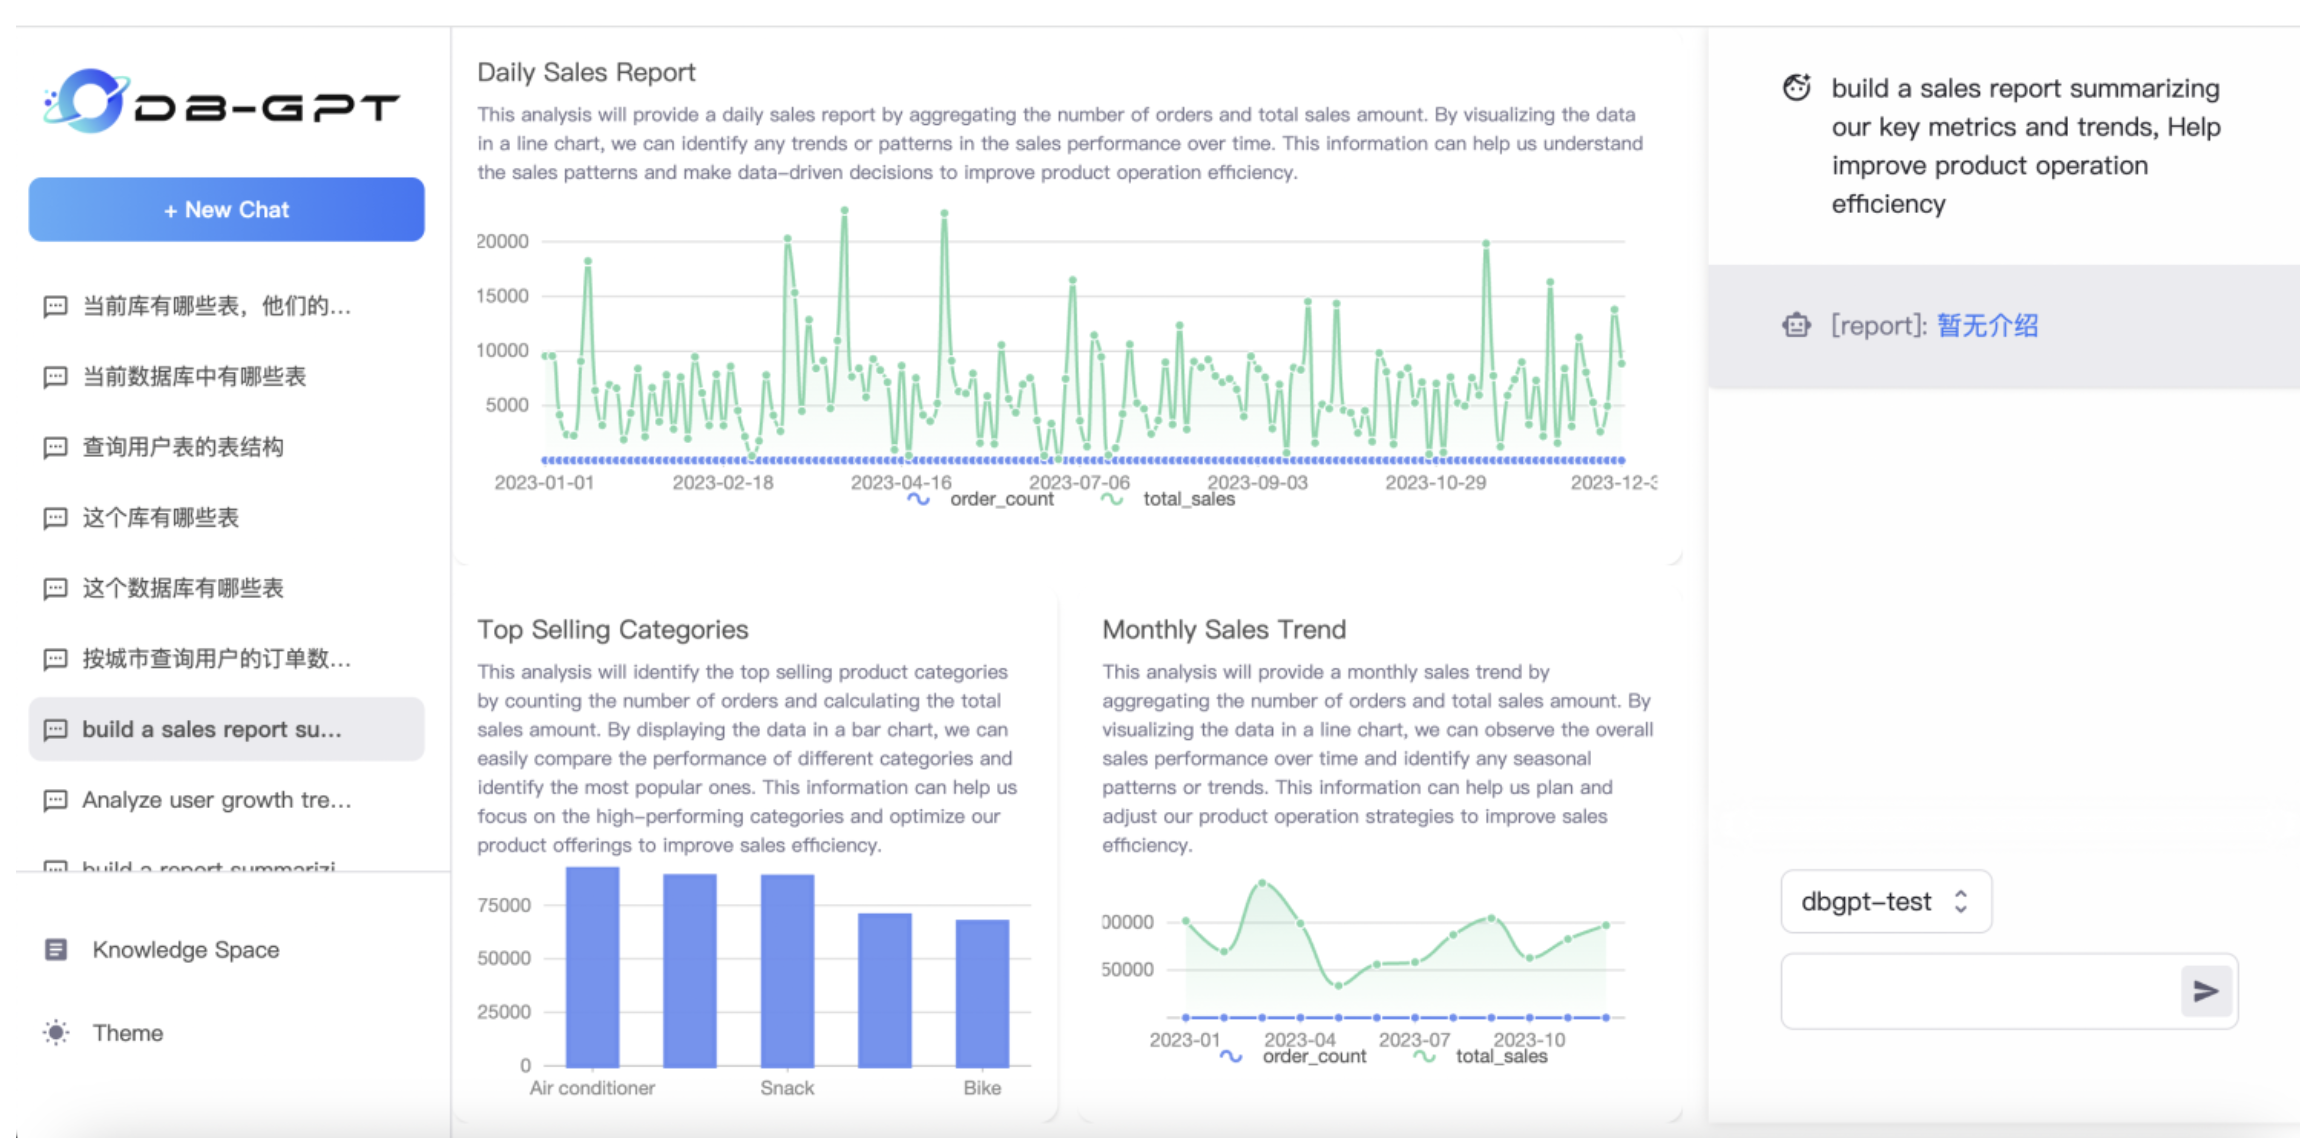 DB-GPT
+ New Chat
当前库有哪些表，他们的...
当前数据库中有哪些表
查询用户表的表结构
这个库有哪些表
这个数据库有哪些表
按城市查询用户的订单数...
build a sales report su...
Analyze user growth tre...
build a report summarizi
Knowledge Space
Theme
Daily Sales Report
This analysis will provide a daily sales report by aggregating the number of orders and total sales amount. By visualizing the data
in a line chart, we can identify any trends or patterns in the sales performance over time. This information can help us understand
the sales patterns and make data-driven decisions to improve product operation efficiency.
20000
15000
10000
5000
2023-01-01 2023-02-18 2023-04-16 2023-07-06 2023-09-03 2023-10-29 2023-12-3
order_count total_sales
Top Selling Categories
This analysis will identify the top selling product categories
by counting the number of orders and calculating the total
sales amount. By displaying the data in a bar chart, we can
easily compare the performance of different categories and
identify the most popular ones. This information can help us
focus on the high-performing categories and optimize our
product offerings to improve sales efficiency.
75000
50000
25000
0
Air conditioner Snack Bike
Monthly Sales Trend
This analysis will provide a monthly sales trend by
aggregating the number of orders and total sales amount. By
visualizing the data in a line chart, we can observe the overall
sales performance over time and identify any seasonal
patterns or trends. This information can help us plan and
adjust our product operation strategies to improve sales
efficiency.
00000
50000
2023-01 2023-04 2023-07 2023-10
order_count total_sales
build a sales report summarizing
our key metrics and trends, Help
improve product operation
efficiency
[report]: 暂无介绍
dbgpt-test